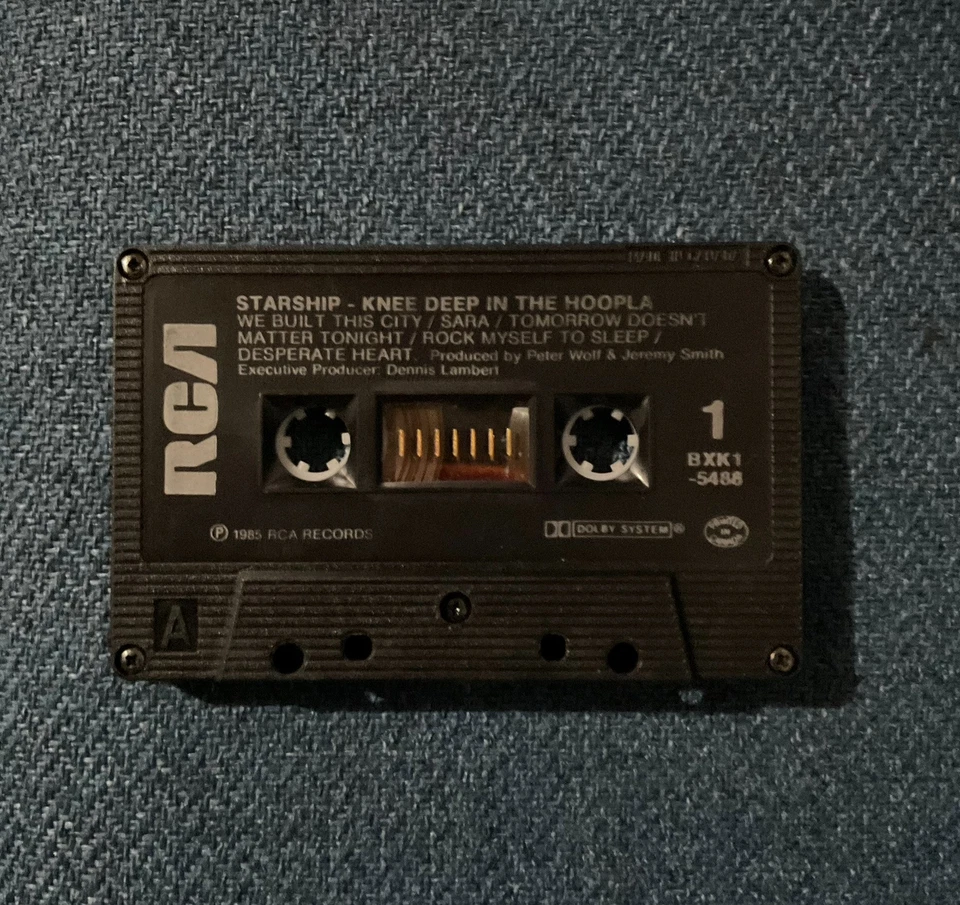 STARSHIP - KNEE DEEP IN THE HOOPLA
WE BUILT THIS CITY / SARA / TOMORROW DOESN'T
MATTER TONIGHT / ROCK MYSELF TO SLEEP /
DESPERATE HEART. Produced by Peter Wolf & Jeremy Smith
Executive Producer: Dennis Lambert
RCA
1
BXK1
-5488
Ⓟ 1985 RCA RECORDS
DOLBY SYSTEM®
IN
A